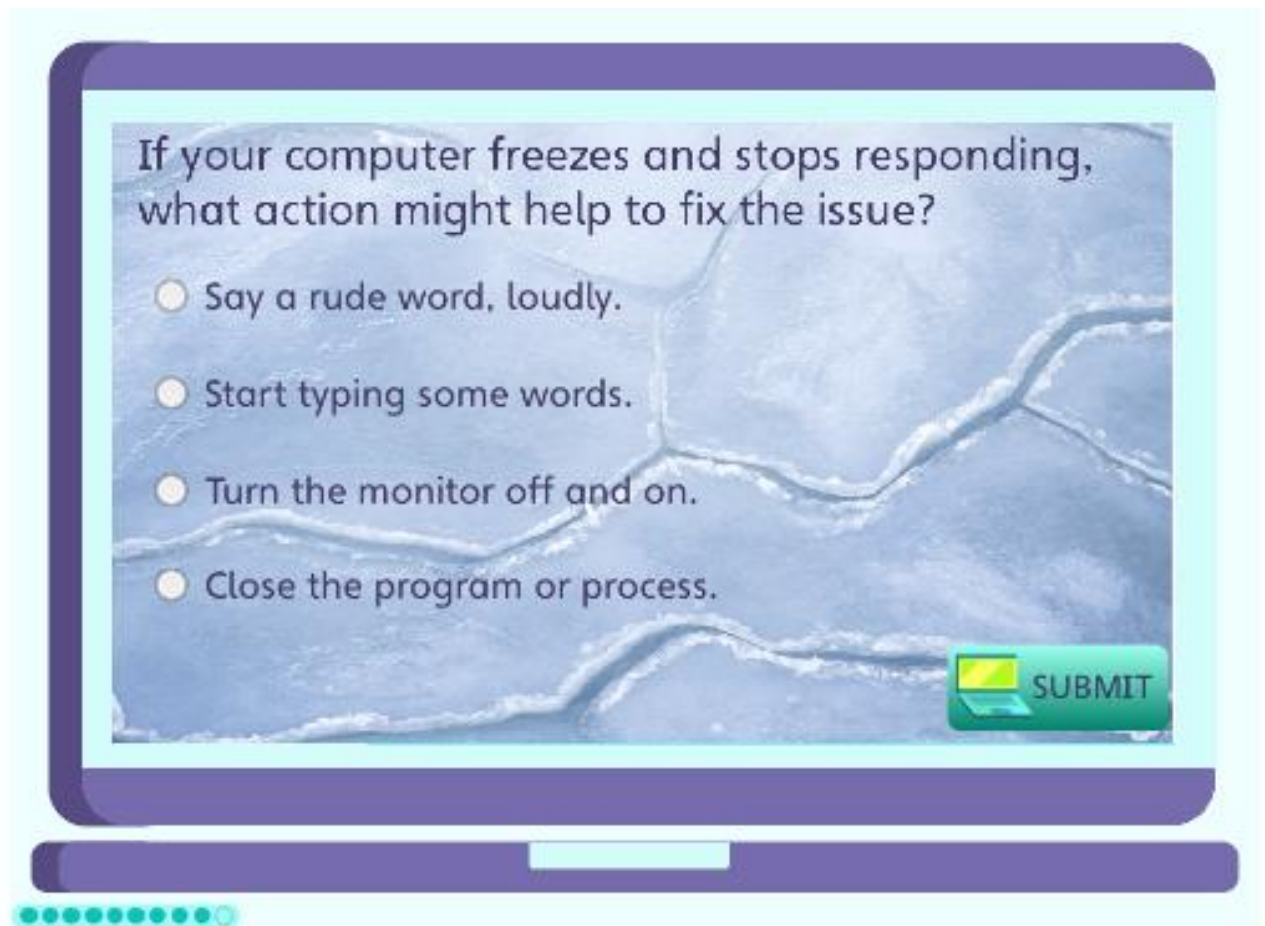 If your computer freezes and stops responding,
what action might help to fix the issue?
Say a rude word, loudly.
Start typing some words.
Turn the monitor off and on.
Close the program or process.
SUBMIT